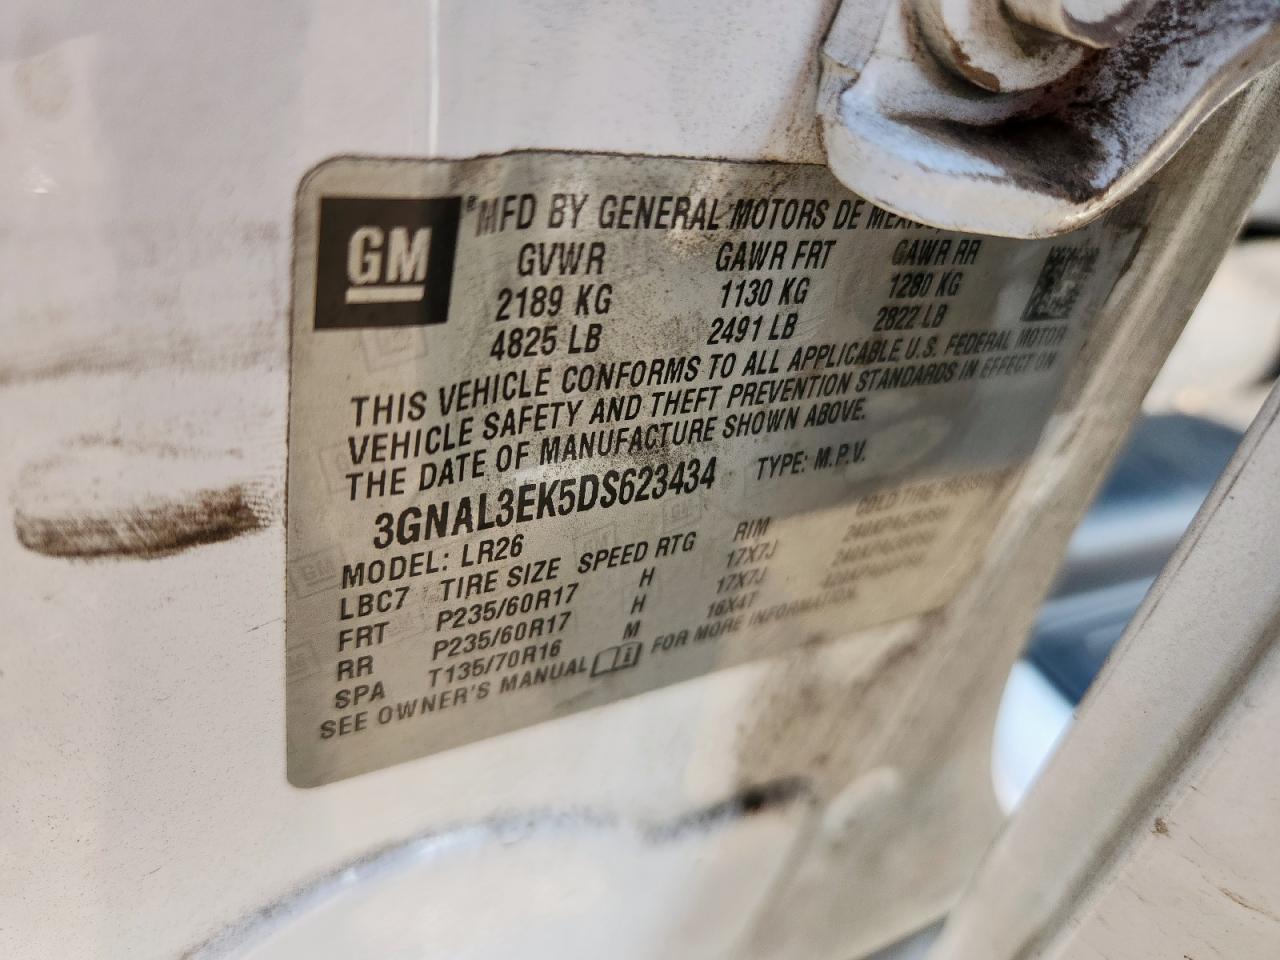 GM
® MFD BY GENERAL MOTORS DE
GVWR GAWR FRT GAWR RR
2189 KG 1130 KG 1280 KG
4825 LB 2491 LB 2822 LB
THIS VEHICLE CONFORMS TO ALL APPLICABLE U.S. FEDERAL MOTOR
VEHICLE SAFETY AND THEFT PREVENTION STANDARDS IN EFFECT ON
THE DATE OF MANUFACTURE SHOWN ABOVE.
3GNAL3EK5DS623434 TYPE: M.P.V.
MODEL: LR26
LBC7 TIRE SIZE SPEED RTG RIM COLD TIRE PRESSURE
FRT P235/60R17 H 17X7J
RR P235/60R17 H 17X7J
SPA T135/70R16 M 16X4T
SEE OWNER'S MANUAL FOR MORE INFORMATION.